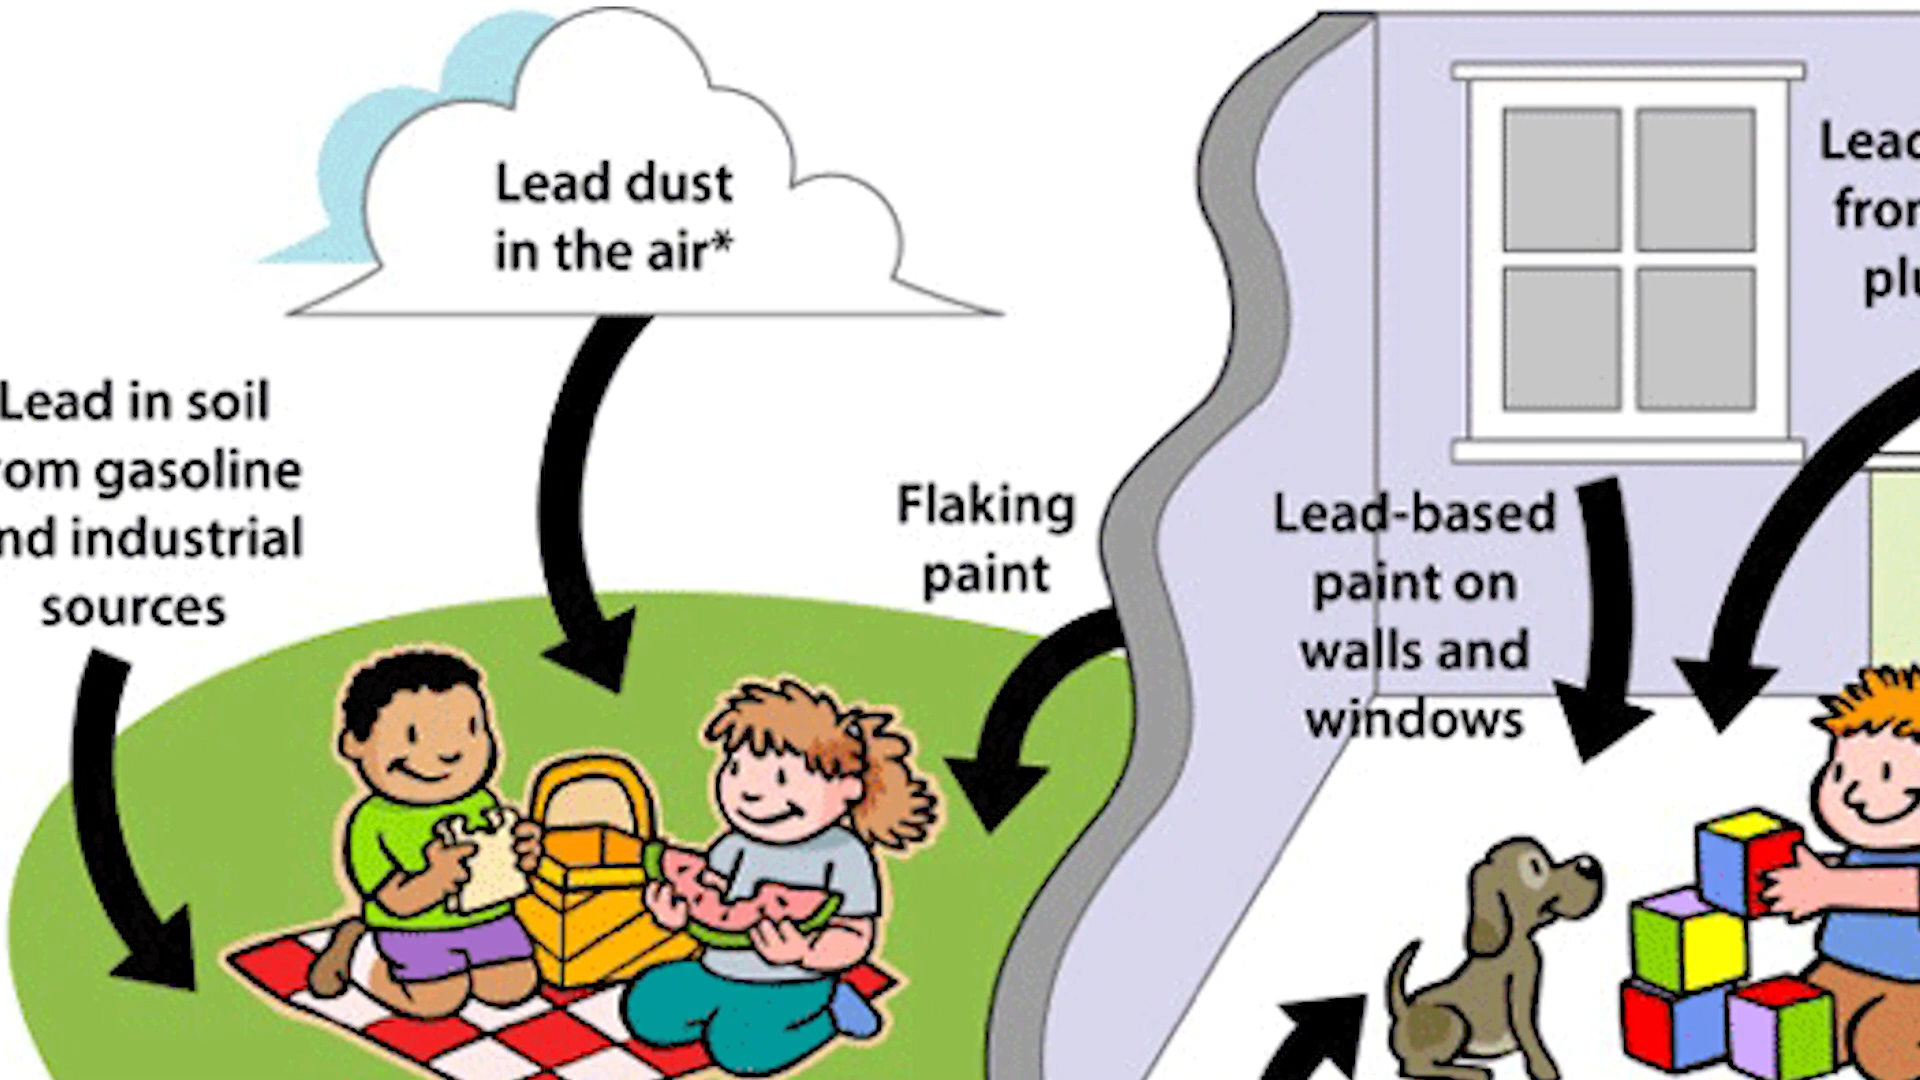 Lead dust
in the air*
Lead in soil
om gasoline
nd industrial
sources
Flaking
paint
Lead-based
paint on
walls and
windows